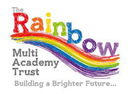 The
Rainbow
Multi
Academy
Trust
Building a Brighter Future...